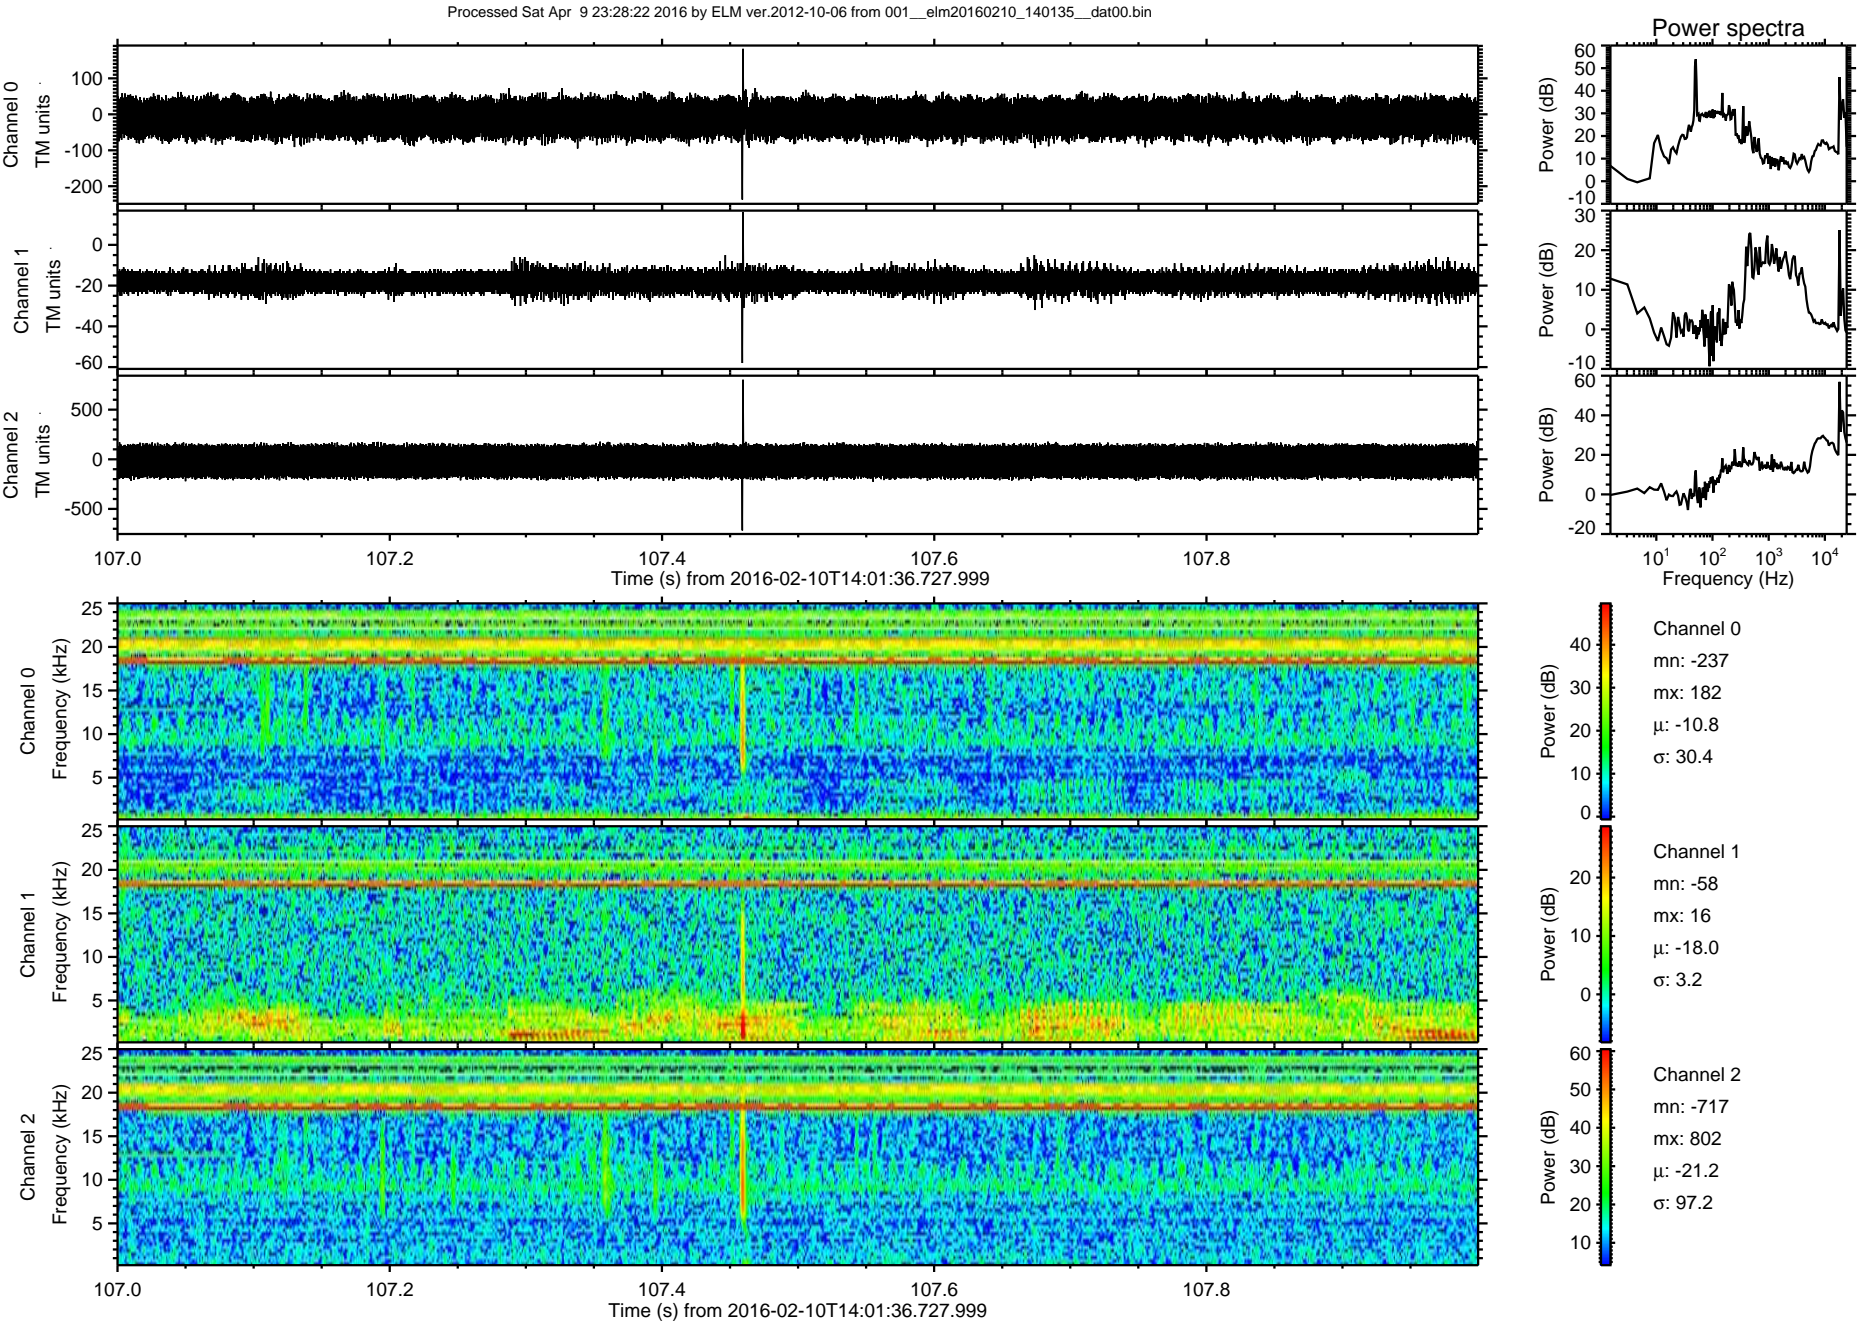 Processed Sat Apr  9 23:28:22 2016 by ELM ver.2012-10-06 from 001__elm20160210_140135__dat00.bin
Power spectra
Channel 0
TM units
100
0
-100
-200
Power (dB)
60
50
40
30
20
10
0
-10
Channel 1
TM units
0
-20
-40
-60
Power (dB)
30
20
10
0
-10
Channel 2
TM units
500
0
-500
Power (dB)
60
40
20
0
-20
107.0 107.2 107.4 107.6 107.8
Time (s) from 2016-02-10T14:01:36.727.999
10¹ 10² 10³ 10⁴
Frequency (Hz)
Channel 0
Frequency (kHz)
25
20
15
10
5
Power (dB)
40
30
20
10
0
Channel 0
mn: -237
mx: 182
µ: -10.8
σ: 30.4
Channel 1
Frequency (kHz)
25
20
15
10
5
Power (dB)
20
10
0
Channel 1
mn: -58
mx: 16
µ: -18.0
σ: 3.2
Channel 2
Frequency (kHz)
25
20
15
10
5
Power (dB)
60
50
40
30
20
10
Channel 2
mn: -717
mx: 802
µ: -21.2
σ: 97.2
107.0 107.2 107.4 107.6 107.8
Time (s) from 2016-02-10T14:01:36.727.999